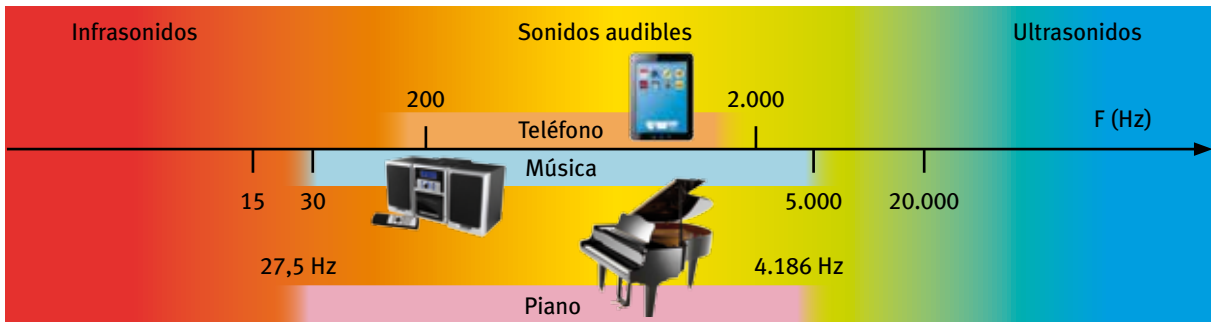 Infrasonidos
Sonidos audibles
Ultrasonidos
200
2.000
F (Hz)
Teléfono
Música
15
30
5.000
20.000
27,5 Hz
4.186 Hz
Piano